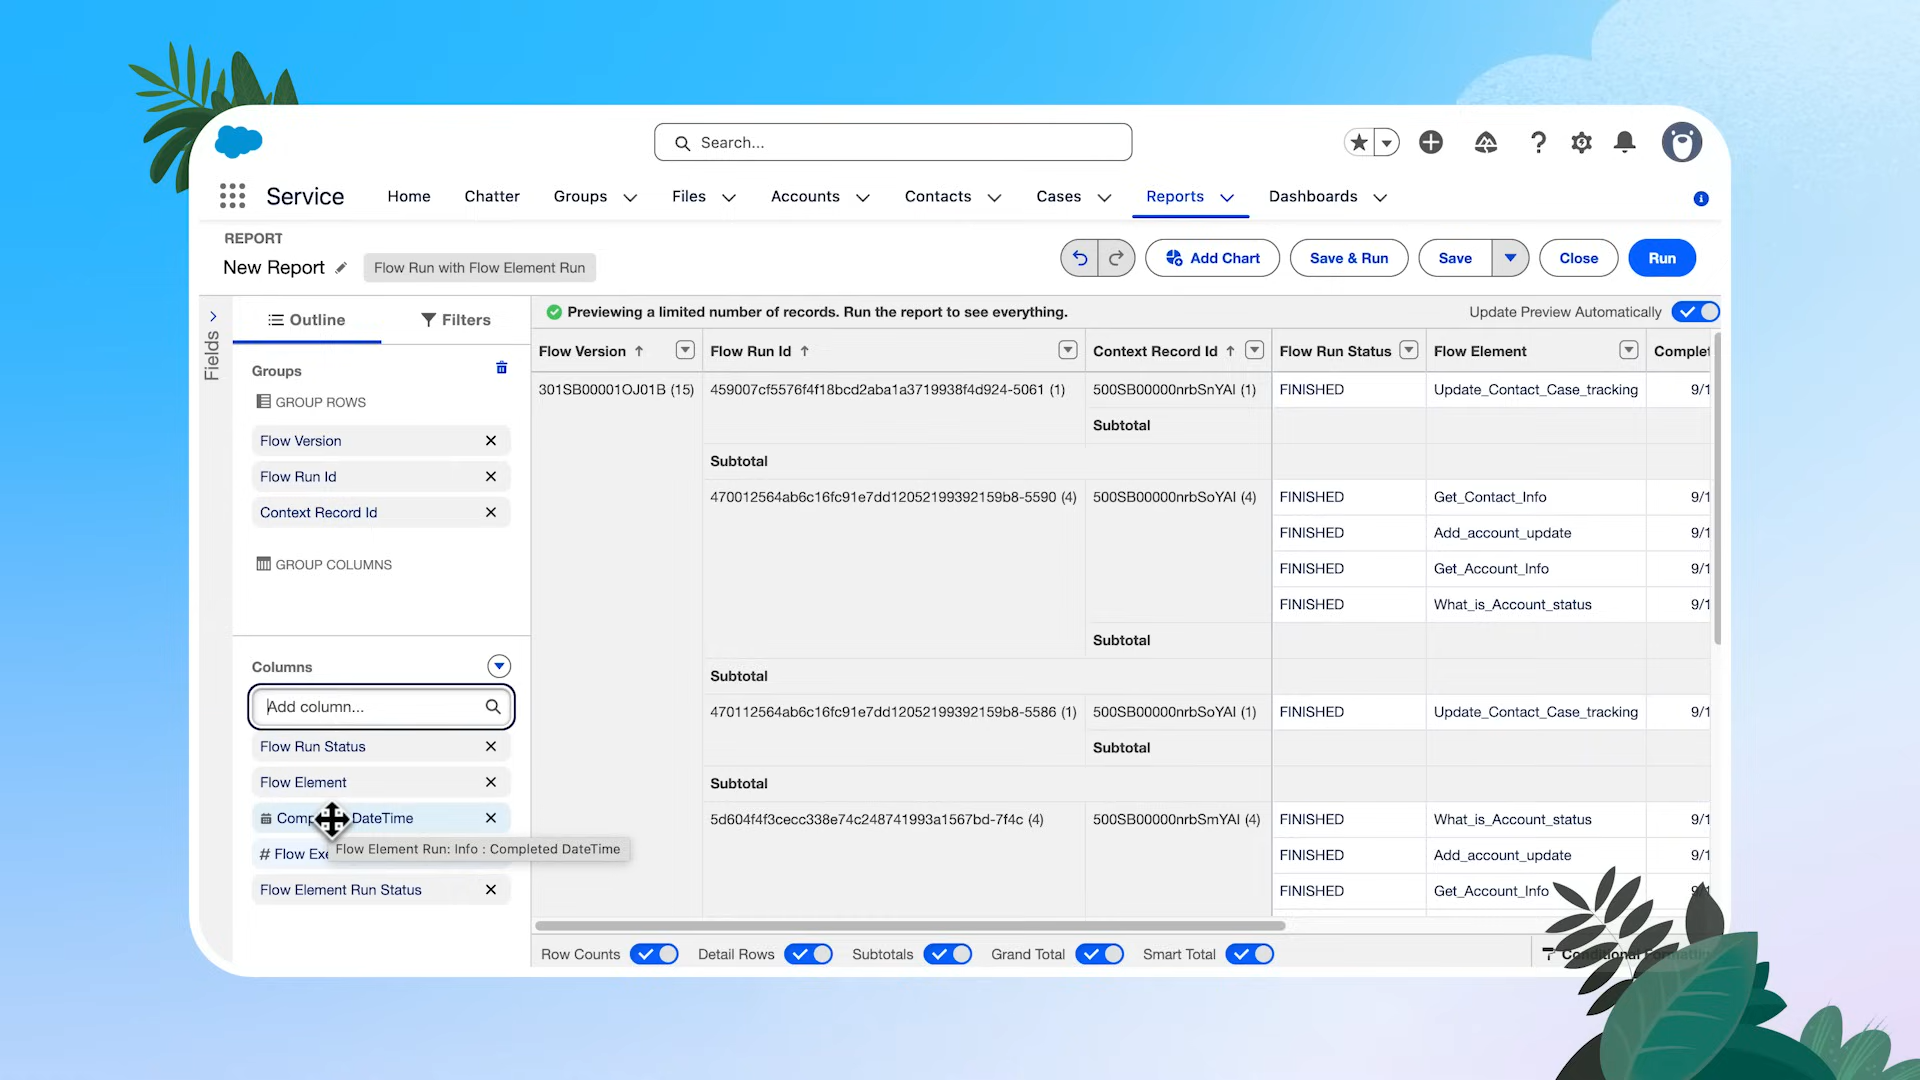 Search...
Service
Home
Chatter
Groups
Files
Accounts
Contacts
Cases
Reports
Dashboards
REPORT
New Report
Flow Run with Flow Element Run
Add Chart
Save & Run
Save
Close
Run
Fields
Outline
Filters
Previewing a limited number of records. Run the report to see everything.
Update Preview Automatically
Groups
GROUP ROWS
Flow Version
Flow Run Id
Context Record Id
GROUP COLUMNS
Columns
Add column...
Flow Run Status
Flow Element
DateTime
# Flow
Flow Element Run: Info : Completed DateTime
Flow Element Run Status
Flow Version
Flow Run Id
Context Record Id
Flow Run Status
Flow Element
301SB00001OJ01B (15)
459007cf5576f4f18bcd2aba1a3719938f4d924-5061 (1)
500SB00000nrbSnYAI (1)
FINISHED
Update_Contact_Case_tracking
9/1
Subtotal
Subtotal
470012564ab6c16fc91e7dd12052199392159b8-5590 (4)
500SB00000nrbSoYAI (4)
FINISHED
Get_Contact_Info
9/1
FINISHED
Add_account_update
9/1
FINISHED
Get_Account_Info
9/1
FINISHED
What_is_Account_status
9/1
Subtotal
Subtotal
470112564ab6c16fc91e7dd12052199392159b8-5586 (1)
500SB00000nrbSoYAI (1)
FINISHED
Update_Contact_Case_tracking
9/1
Subtotal
Subtotal
5d604f4f3cecc338e74c248741993a1567bd-7f4c (4)
500SB00000nrbSmYAI (4)
FINISHED
What_is_Account_status
9/1
FINISHED
Add_account_update
9/1
FINISHED
Get_Account_Info
Row Counts
Detail Rows
Subtotals
Grand Total
Smart Total
Conditional